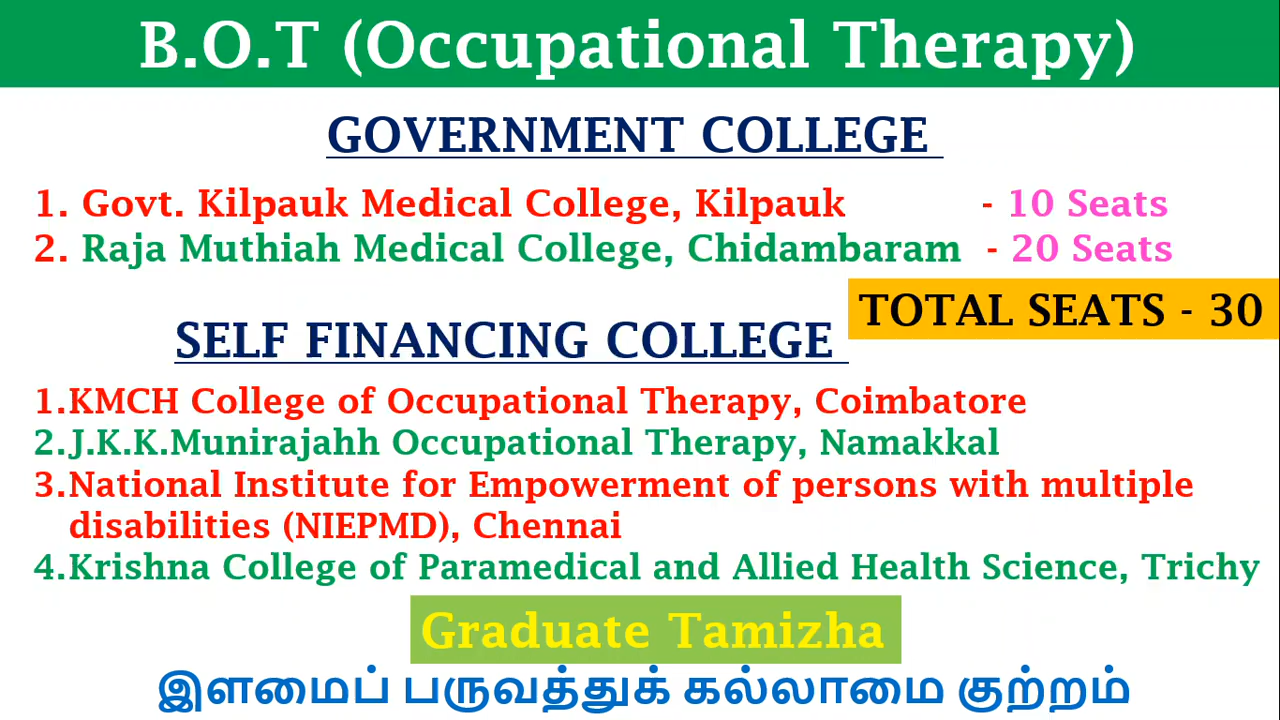 B.O.T (Occupational Therapy)
GOVERNMENT COLLEGE
1. Govt. Kilpauk Medical College, Kilpauk - 10 Seats
2. Raja Muthiah Medical College, Chidambaram - 20 Seats
TOTAL SEATS - 30
SELF FINANCING COLLEGE
1.KMCH College of Occupational Therapy, Coimbatore
2.J.K.K.Munirajahh Occupational Therapy, Namakkal
3.National Institute for Empowerment of persons with multiple
disabilities (NIEPMD), Chennai
4.Krishna College of Paramedical and Allied Health Science, Trichy
Graduate Tamizha
இளமைப் பருவத்துக் கல்லாமை குற்றம்